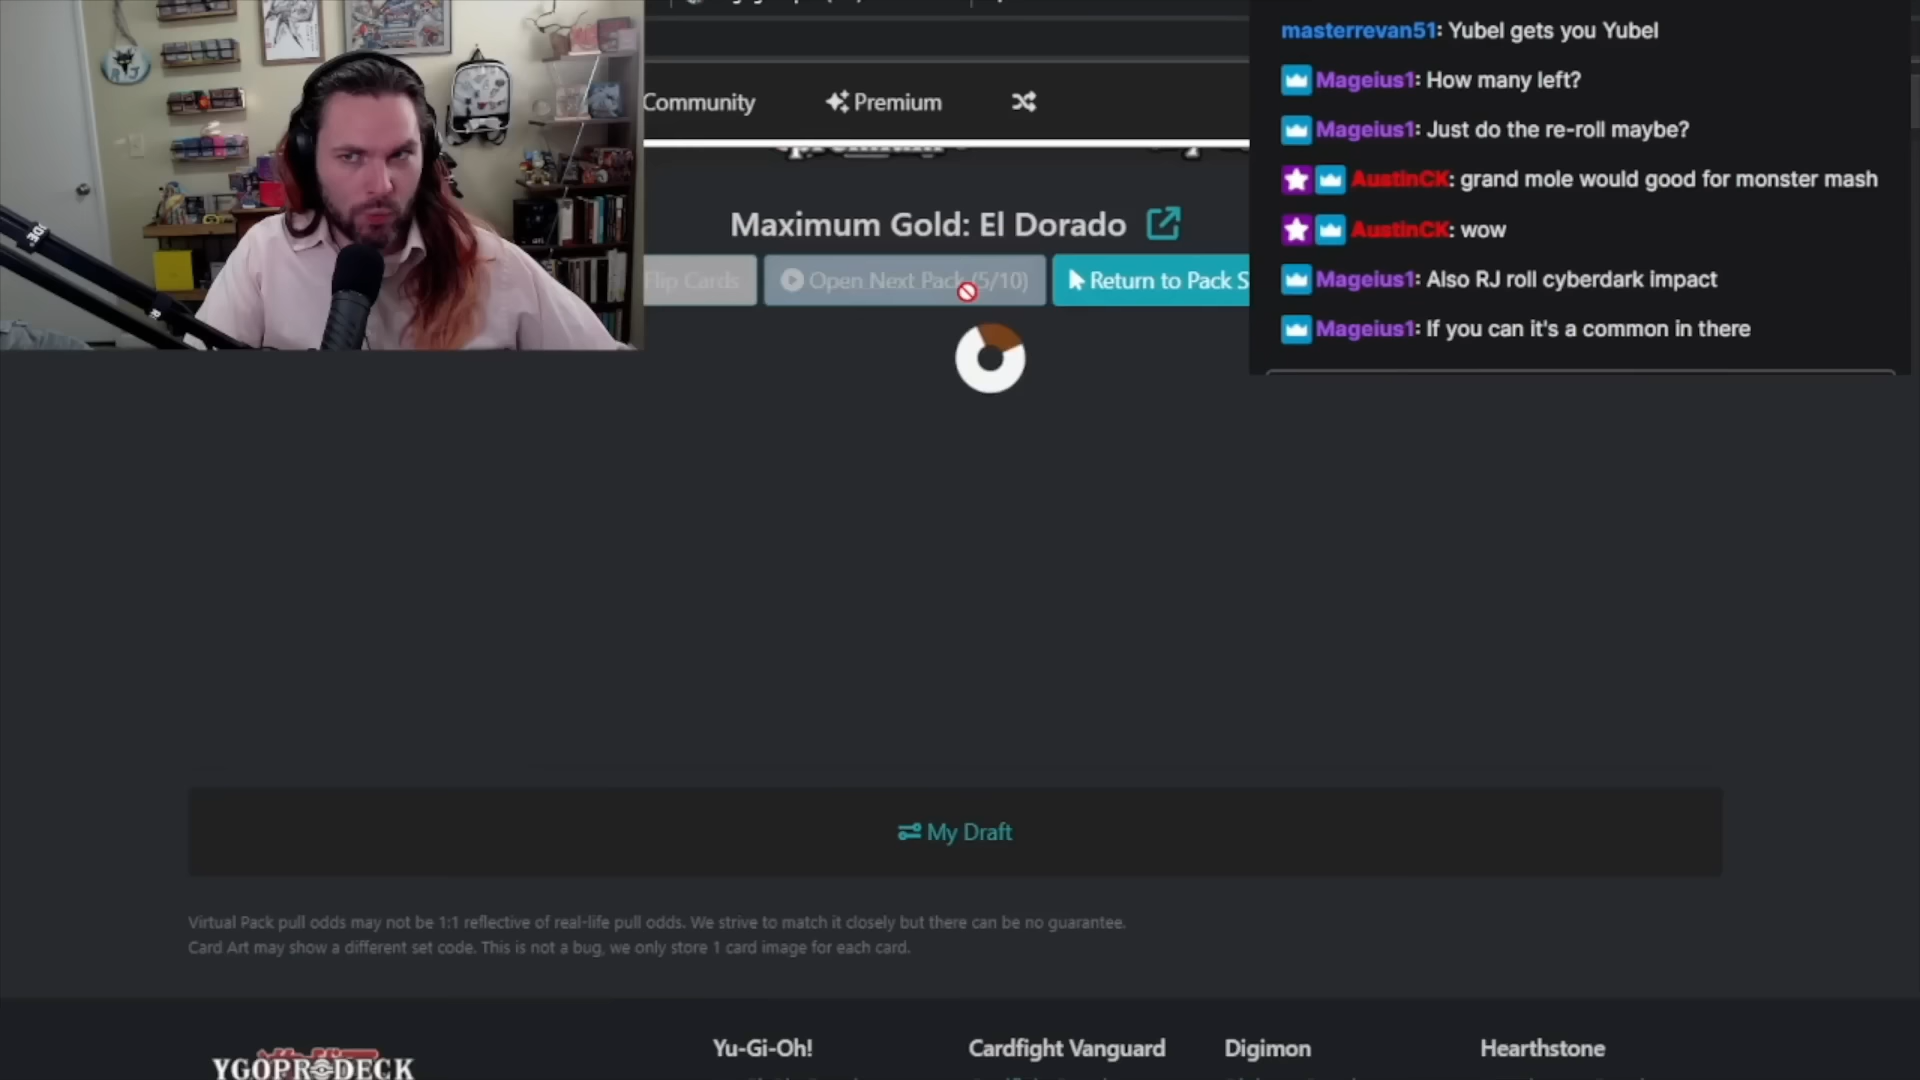 Community
Premium
Maximum Gold: El Dorado
Flip Cards
Open Next Pack (5/10)
Return to Pack S
masterrevan51: Yubel gets you Yubel
Mageius1: How many left?
Mageius1: Just do the re-roll maybe?
AustinCK: grand mole would good for monster mash
AustinCK: wow
Mageius1: Also RJ roll cyberdark impact
Mageius1: If you can it's a common in there
My Draft
Virtual Pack pull odds may not be 1:1 reflective of real-life pull odds. We strive to match it closely but there can be no guarantee.
Card Art may show a different set code. This is not a bug, we only store 1 card image for each card.
YGOPRODECK
Yu-Gi-Oh!
Cardfight Vanguard
Digimon
Hearthstone
RODE
RJ